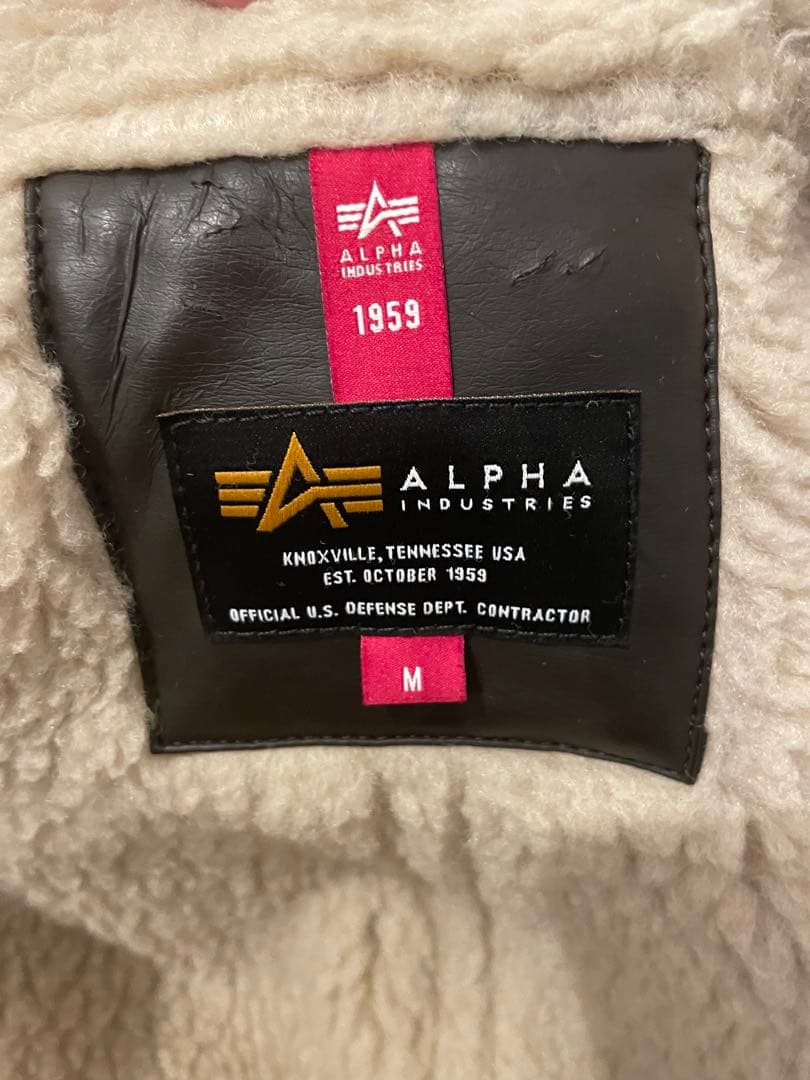 ALPHA
INDUSTRIES
1959
ALPHA
INDUSTRIES
KNOXVILLE, TENNESSEE USA
EST. OCTOBER 1959
OFFICIAL U.S. DEFENSE DEPT. CONTRACTOR
M